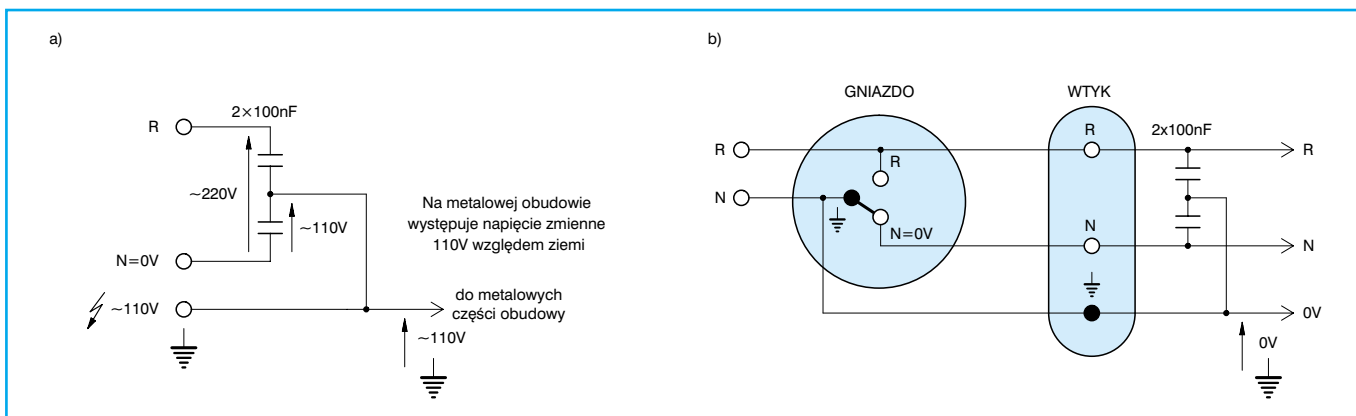 a)
2×100nF
R
~220V
~110V
N=0V
~110V
~110V
Na metalowej obudowie
występuje napięcie zmienne
110V względem ziemi
do metalowych
części obudowy
b)
GNIAZDO
WTYK
R
R
R
2x100nF
R
N
N=0V
N
N
0V
0V